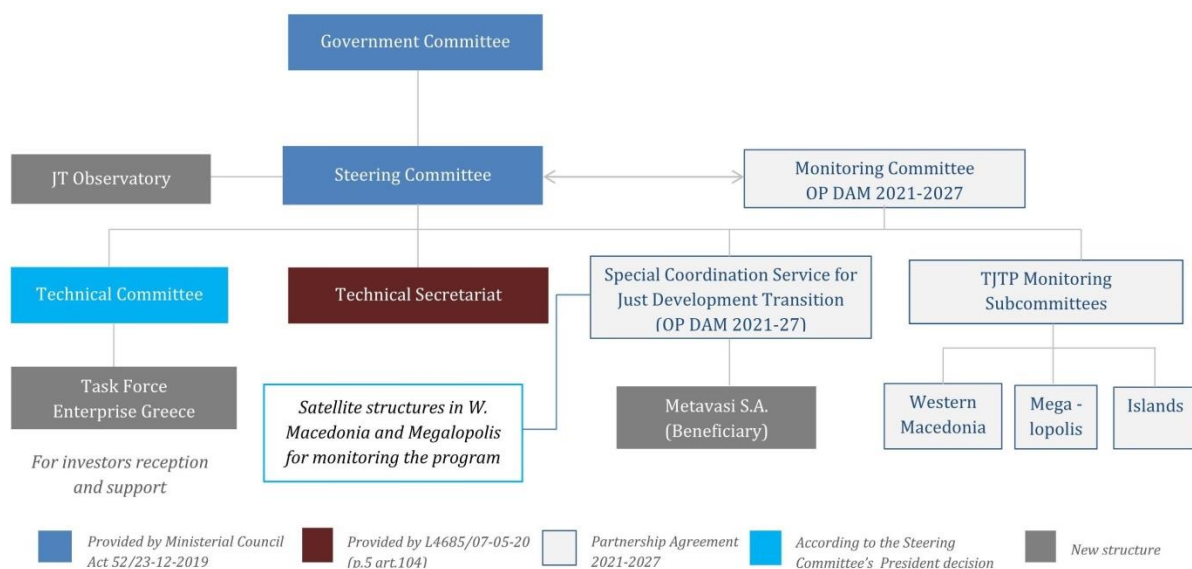 Government Committee
JT Observatory
Steering Committee
Monitoring Committee
OP DAM 2021-2027
Technical Committee
Technical Secretariat
Special Coordination Service for
Just Development Transition
(OP DAM 2021-27)
TJTP Monitoring
Subcommittees
Task Force
Enterprise Greece
Satellite structures in W.
Macedonia and Megalopolis
for monitoring the program
Metavasi S.A.
(Beneficiary)
Western
Macedonia
Mega -
lopolis
Islands
For investors reception
and support
Provided by Ministerial Council
Act 52/23-12-2019
Provided by L4685/07-05-20
(p.5 art.104)
Partnership Agreement
2021-2027
According to the Steering
Committee's President decision
New structure